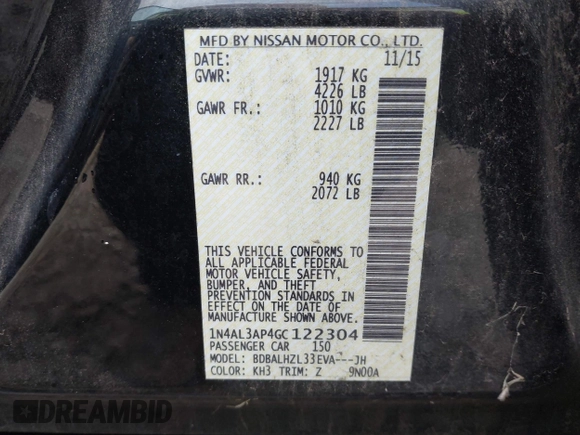 MFD BY NISSAN MOTOR CO., LTD.
DATE: 11/15
GVWR: 1917 KG
4226 LB
GAWR FR.: 1010 KG
2227 LB
GAWR RR.: 940 KG
2072 LB
THIS VEHICLE CONFORMS TO
ALL APPLICABLE FEDERAL
MOTOR VEHICLE SAFETY,
BUMPER, AND THEFT
PREVENTION STANDARDS IN
EFFECT ON THE DATE OF
MANUFACTURE SHOWN ABOVE.
1N4AL3AP4GC122304
PASSENGER CAR 150
MODEL: BDBALHZL33EVA---JH
COLOR: KH3 TRIM: Z 9N00A
DREAMBID